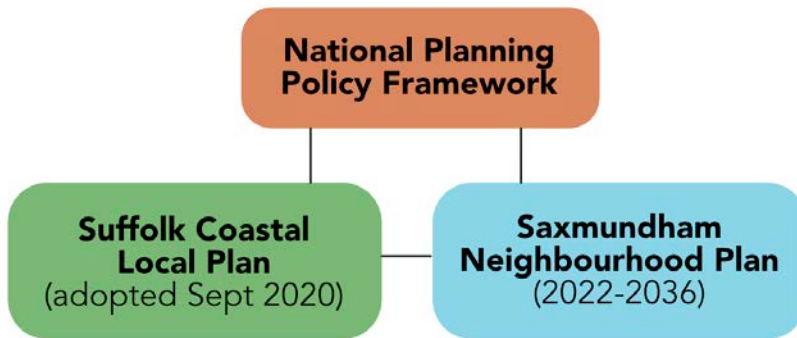 National Planning
Policy Framework
Suffolk Coastal
Local Plan
(adopted Sept 2020)
Saxmundham
Neighbourhood Plan
(2022-2036)